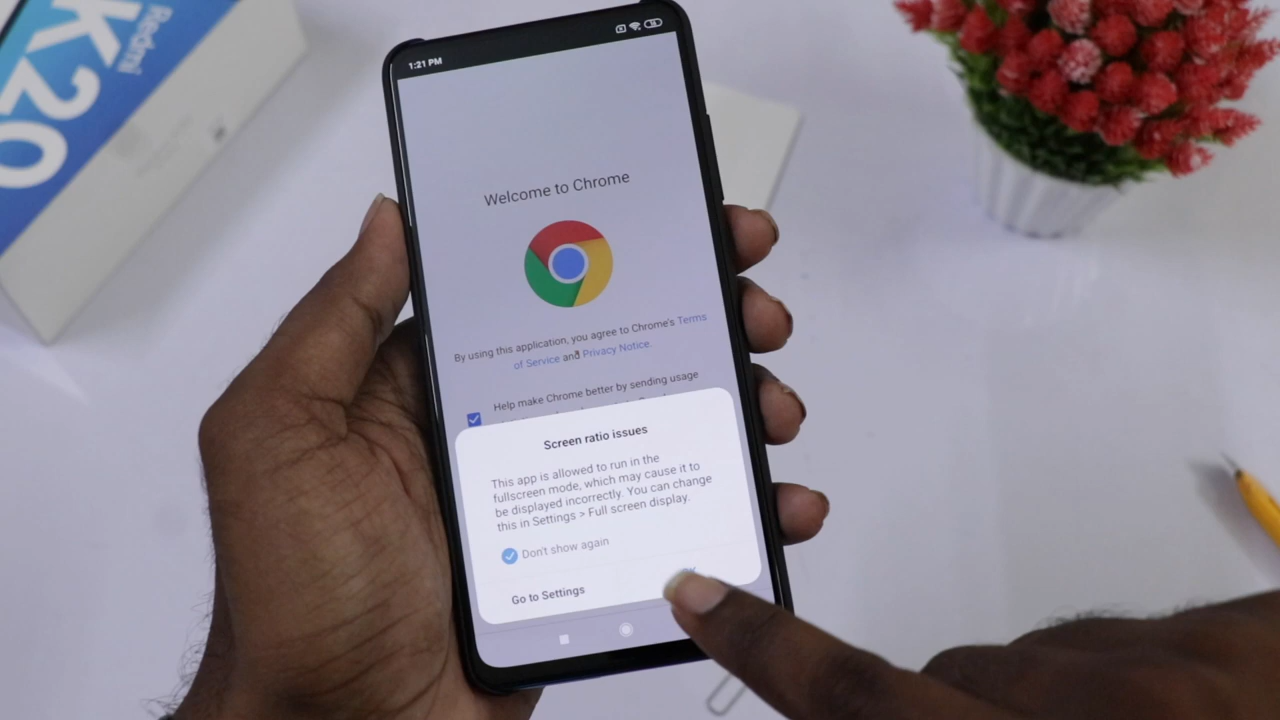 Redmi
K20
1:21 PM
Welcome to Chrome
By using this application, you agree to Chrome's Terms
of Service and Privacy Notice.
Help make Chrome better by sending usage
Screen ratio issues
This app is allowed to run in the
fullscreen mode, which may cause it to
be displayed incorrectly. You can change
this in Settings > Full screen display.
Don't show again
Go to Settings